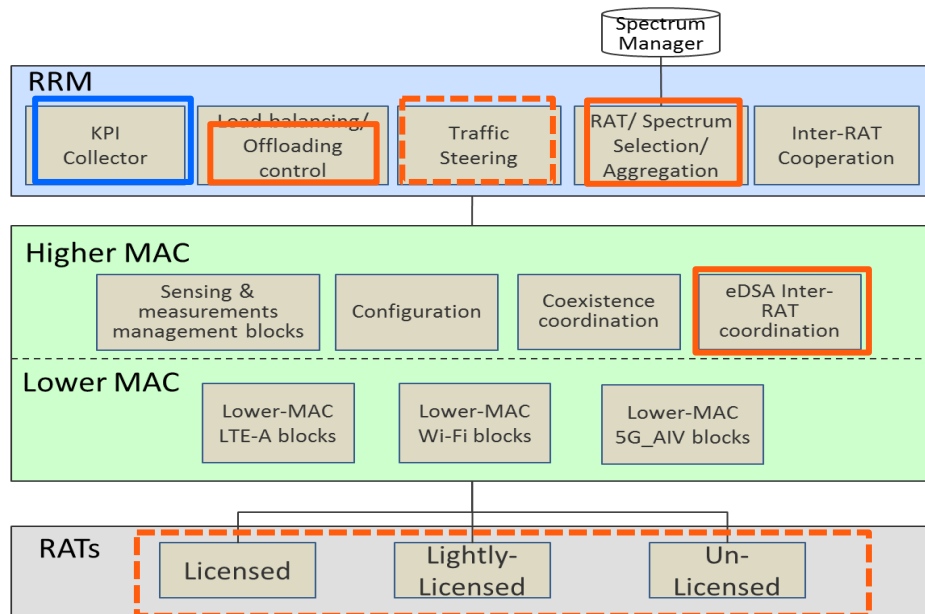 Spectrum
Manager
RRM
KPI
Collector
Load balancing/
Offloading
control
Traffic
Steering
RAT/ Spectrum
Selection/
Aggregation
Inter-RAT
Cooperation
Higher MAC
Sensing &
measurements
management blocks
Configuration
Coexistence
coordination
eDSA Inter-
RAT
coordination
Lower MAC
Lower-MAC
LTE-A blocks
Lower-MAC
Wi-Fi blocks
Lower-MAC
5G_AIV blocks
RATs
Licensed
Lightly-
Licensed
Un-
Licensed